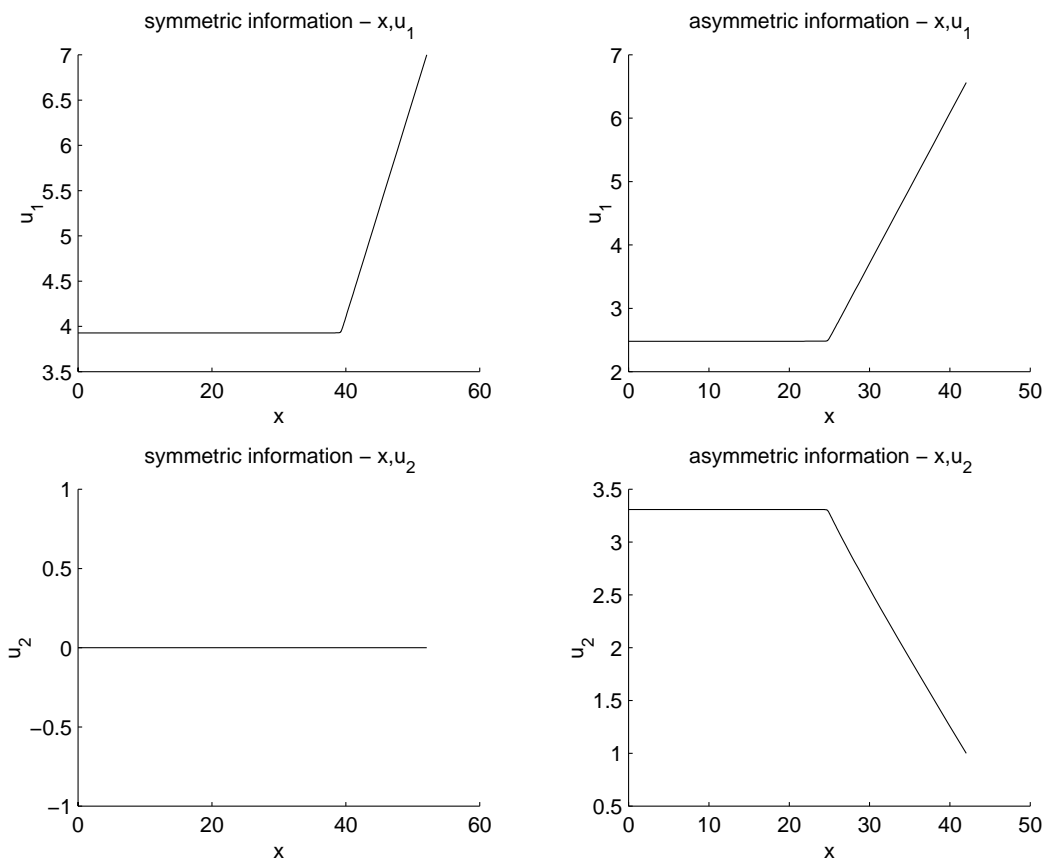 symmetric information – x,u₁
7
6.5
6
5.5
5
4.5
4
3.5
u₁
0 20 40 60
x
asymmetric information – x,u₁
7
6
5
4
3
2
u₁
0 10 20 30 40 50
x
symmetric information – x,u₂
1
0.5
0
−0.5
−1
u₂
0 20 40 60
x
asymmetric information – x,u₂
3.5
3
2.5
2
1.5
1
0.5
u₂
0 10 20 30 40 50
x